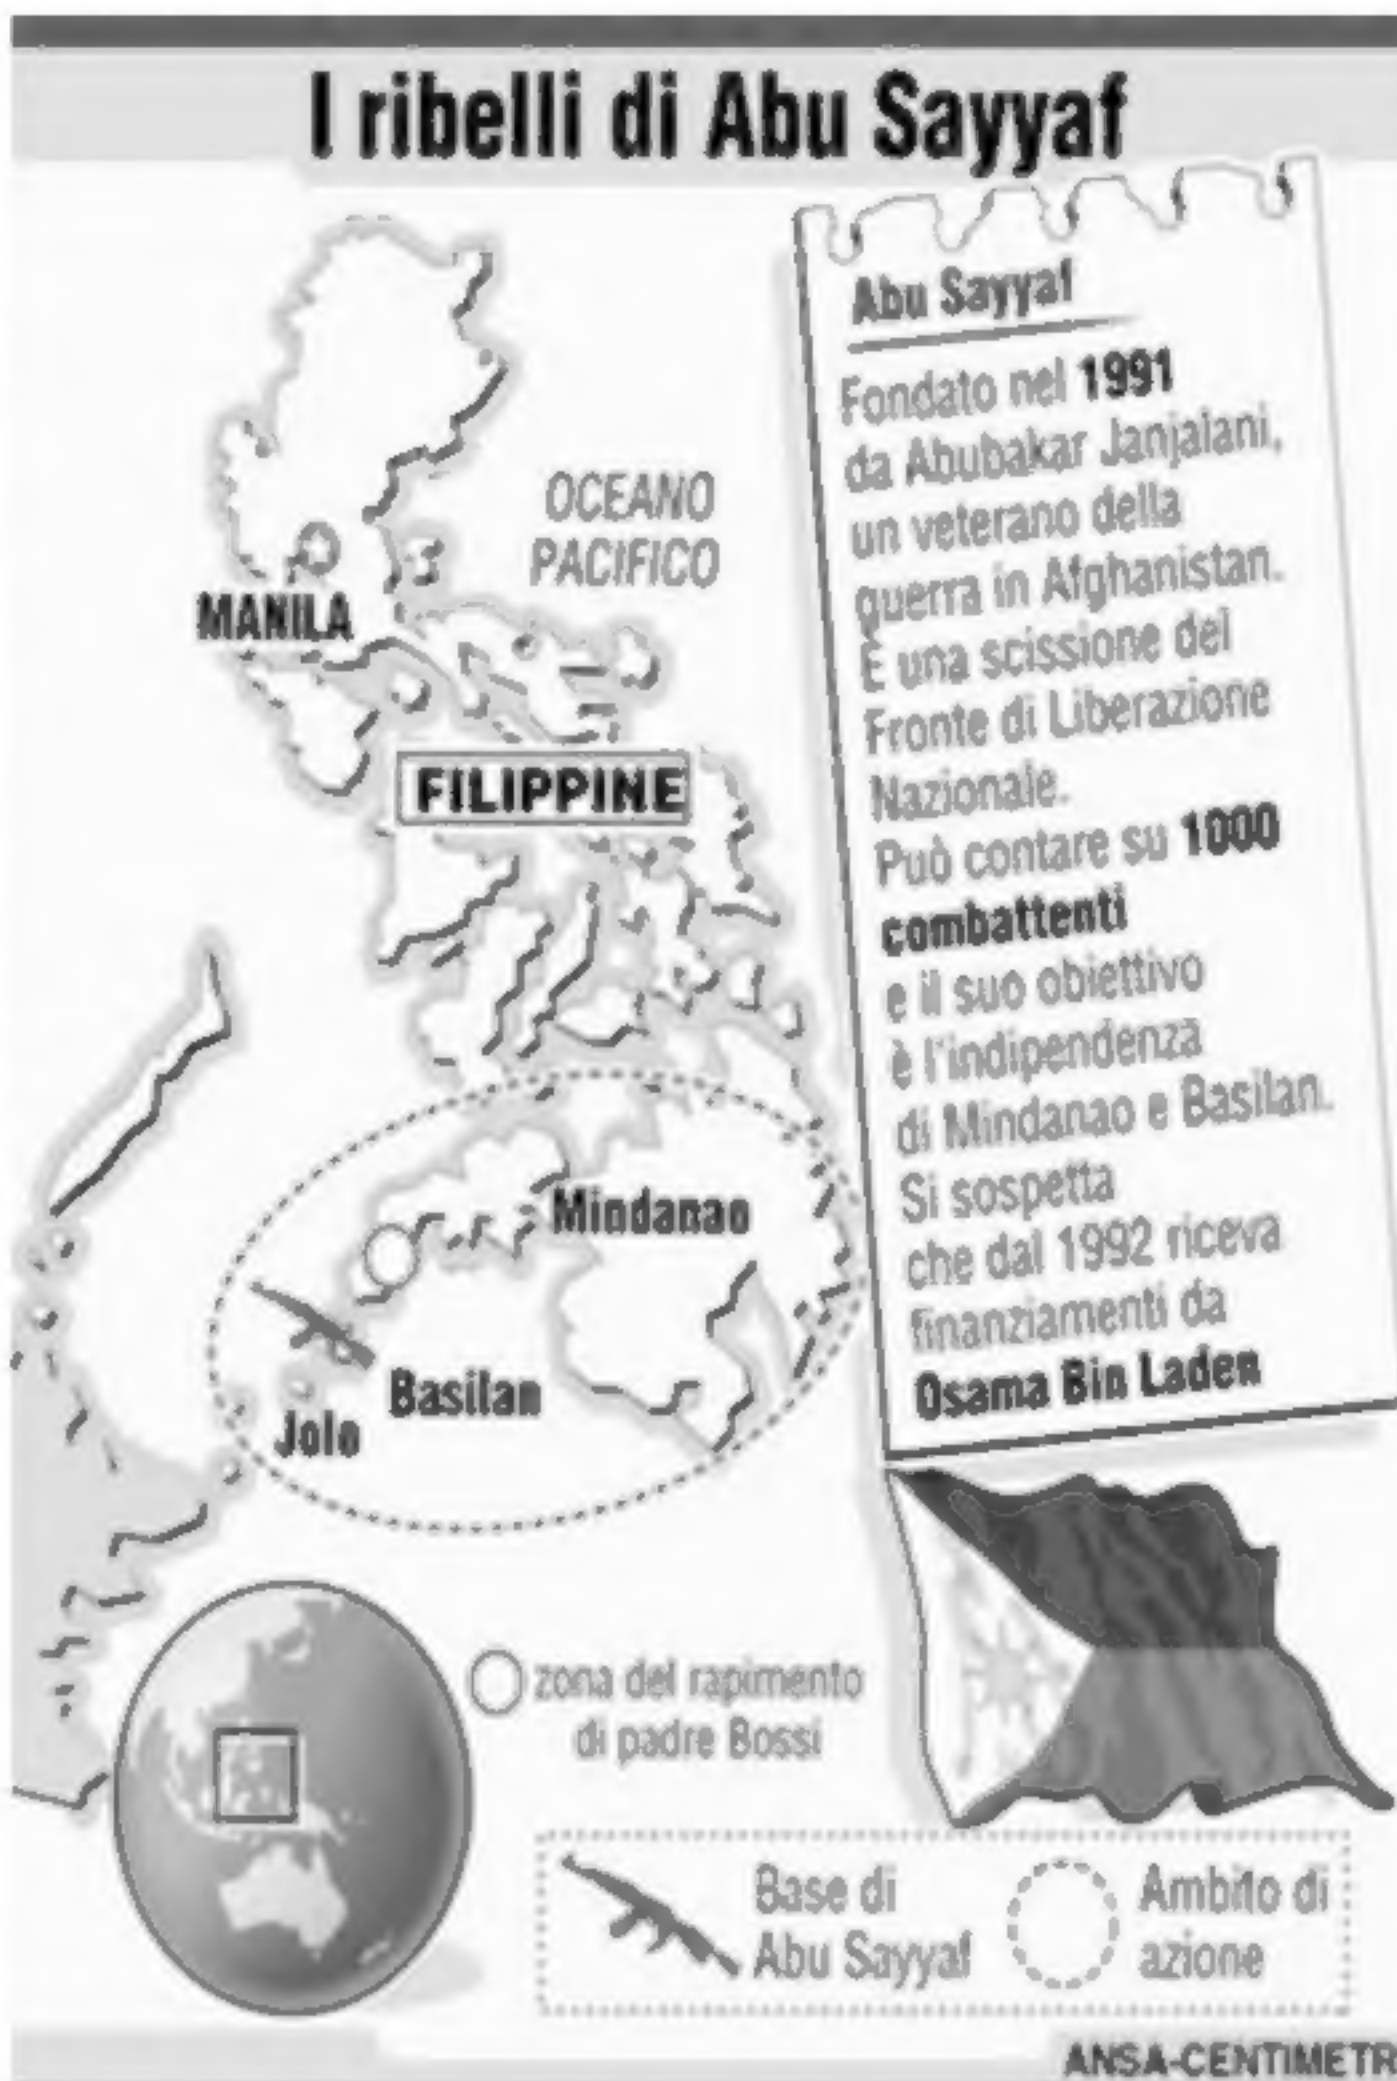 I ribelli di Abu Sayyaf
Abu Sayyaf
Fondato nel 1991
da Abubakar Janjalani,
un veterano della
guerra in Afghanistan.
È una scissione del
Fronte di Liberazione
Nazionale.
Può contare su 1000
combattenti
e il suo obiettivo
è l'indipendenza
di Mindanao e Basilan.
Si sospetta
che dal 1992 riceva
finanziamenti da
Osama Bin Laden
OCEANO
PACIFICO
MANILA
FILIPPINE
Mindanao
Basilan
Jolo
zona del rapimento
di padre Bossi
Base di
Abu Sayyaf
Ambito di
azione
ANSA-CENTIMETR